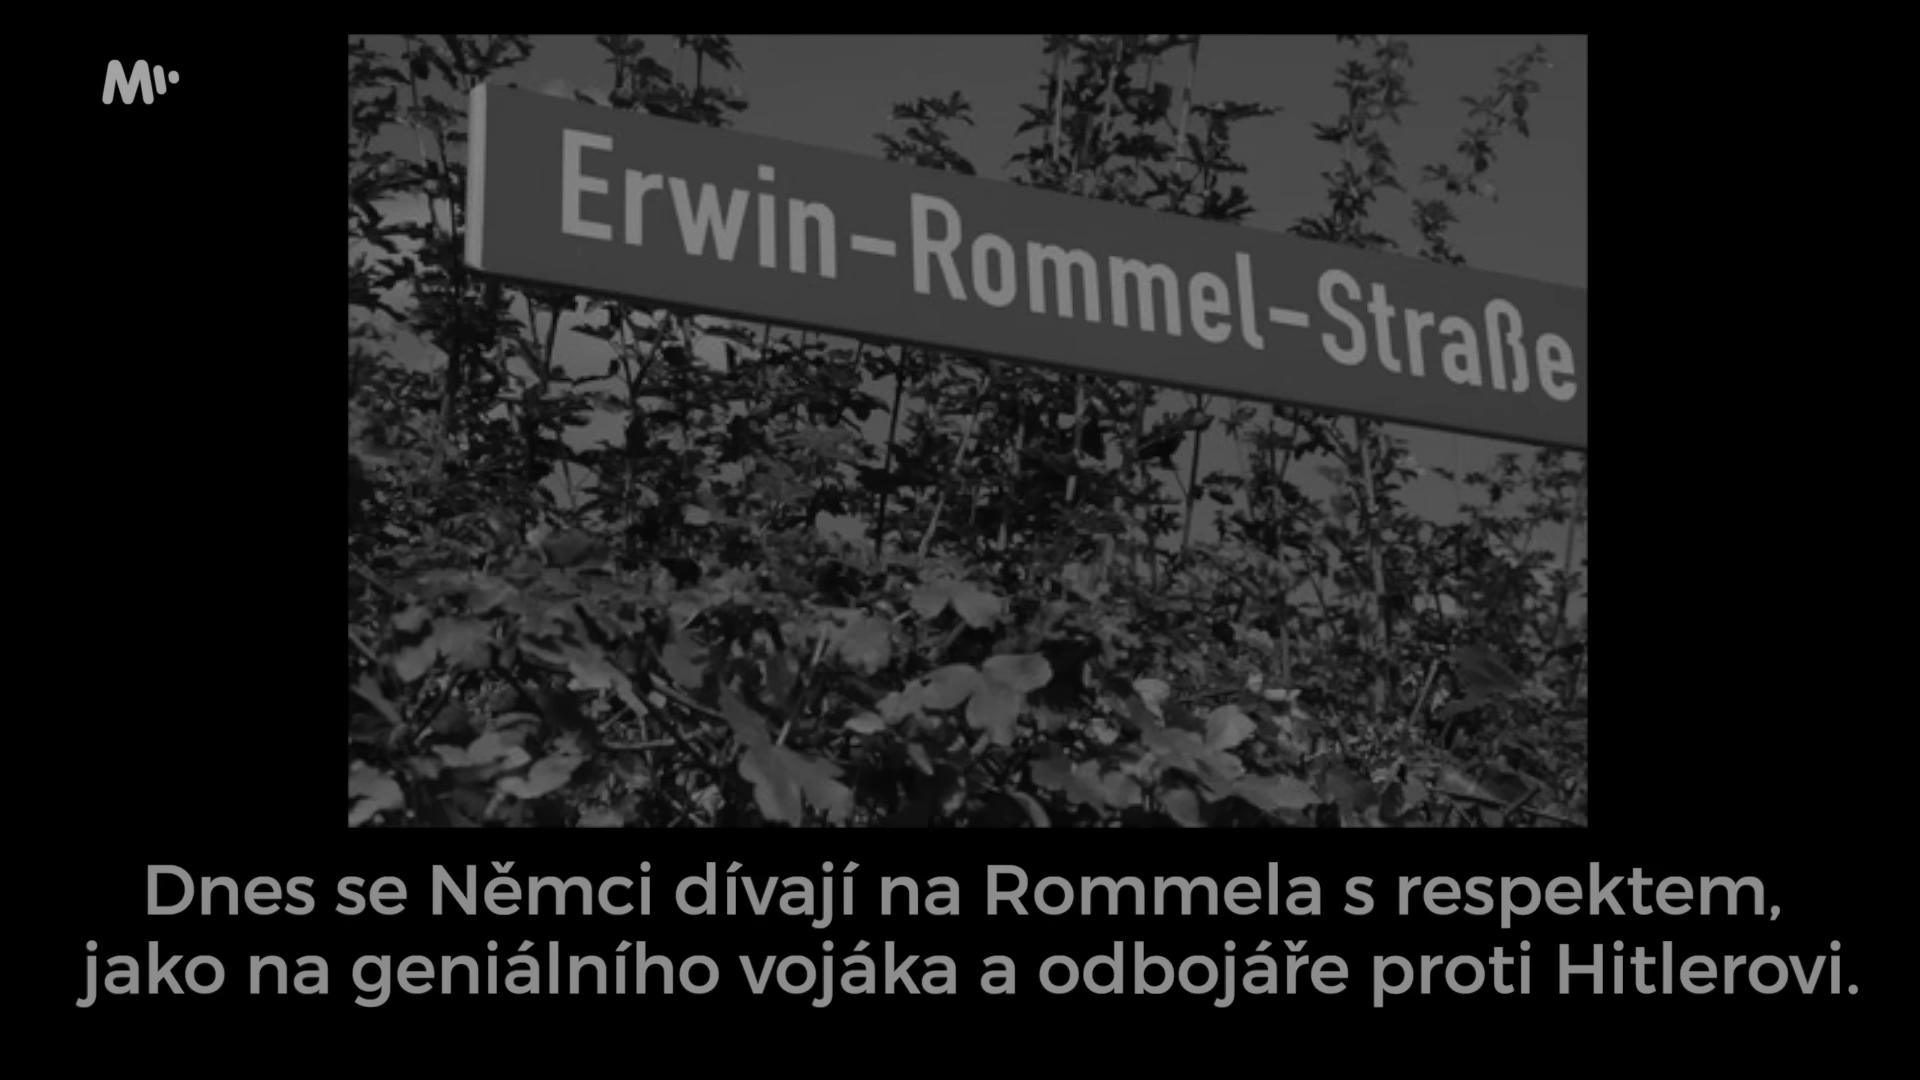 M
Erwin-Rommel-Straße
Dnes se Němci dívají na Rommela s respektem,
jako na geniálního vojáka a odbojáře proti Hitlerovi.